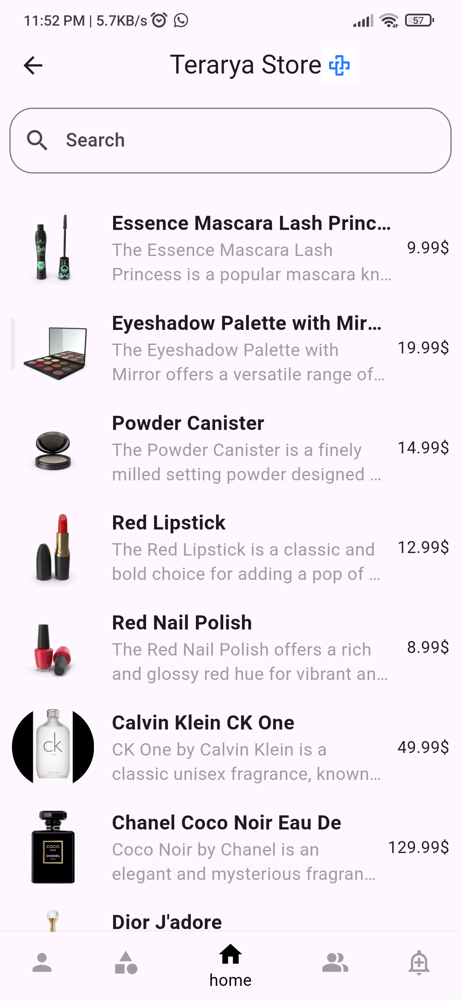 11:52 PM | 5.7KB/s
57
Terarya Store
Search
Essence Mascara Lash Princ...
The Essence Mascara Lash
Princess is a popular mascara kn...
9.99$
Eyeshadow Palette with Mir...
The Eyeshadow Palette with
Mirror offers a versatile range of...
19.99$
Powder Canister
The Powder Canister is a finely
milled setting powder designed ...
14.99$
Red Lipstick
The Red Lipstick is a classic and
bold choice for adding a pop of ...
12.99$
Red Nail Polish
The Red Nail Polish offers a rich
and glossy red hue for vibrant an...
8.99$
ck
one
Calvin Klein
Calvin Klein CK One
CK One by Calvin Klein is a
classic unisex fragrance, known...
49.99$
COCO
NOIR
CHANEL
PARIS
Chanel Coco Noir Eau De
Coco Noir by Chanel is an
elegant and mysterious fragran...
129.99$
Dior J'adore
home